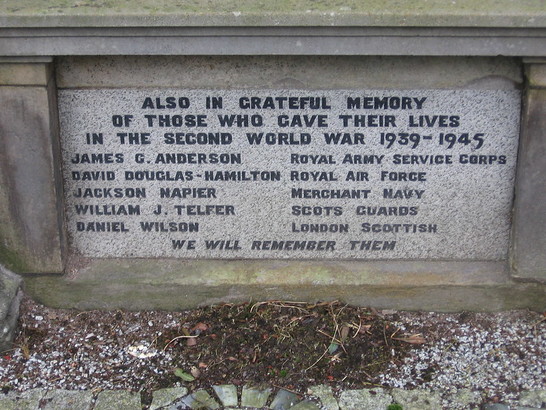 ALSO IN GRATEFUL MEMORY
OF THOSE WHO GAVE THEIR LIVES
IN THE SECOND WORLD WAR 1939-1945
JAMES G. ANDERSON ROYAL ARMY SERVICE CORPS
DAVID DOUGLAS-HAMILTON ROYAL AIR FORCE
JACKSON NAPIER MERCHANT NAVY
WILLIAM J. TELFER SCOTS GUARDS
DANIEL WILSON LONDON SCOTTISH
WE WILL REMEMBER THEM